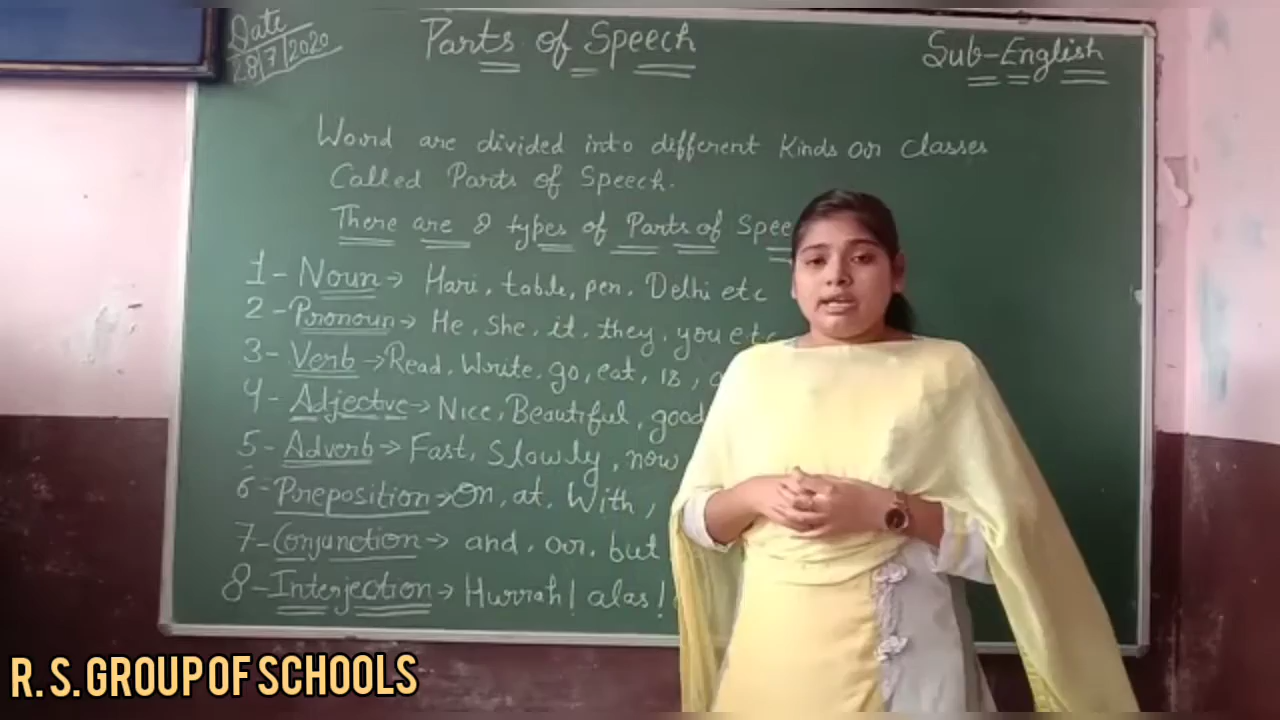 Date
28/7/2020
Parts of Speech
Sub-English
Word are divided into different Kinds or Classes
Called Parts of Speech.
There are 8 types of Parts of Spee
1- Noun → Hari, table, pen, Delhi etc
2- Pronoun → He, She, it, they, you etc
3- Verb → Read, Write, go, eat, is,
4- Adjective → Nice, Beautiful, good
5- Adverb → Fast, Slowly, now
6- Preposition → On, at, With,
7- Conjunction → and, or, but
8- Interjection → Hurrah! alas!
R. S. GROUP OF SCHOOLS